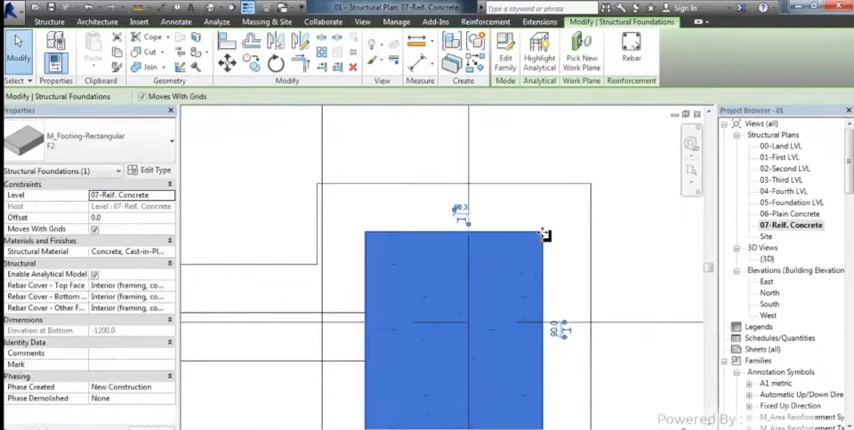 01 - Structural Plan: 07-Reif. Concrete
Type a keyword or phrase
Sign In
Structure Architecture Insert Annotate Analyze Massing & Site Collaborate View Manage Add-Ins Reinforcement Extensions Modify | Structural Foundations
Modify
Properties
Paste
Cope
Cut
Join
Edit Family
Highlight Analytical
Pick New Work Plane
Rebar
Select Properties Clipboard Geometry Modify View Measure Create Mode Analytical Work Plane Reinforcement
Modify | Structural Foundations
Moves With Grids
Properties
M_Footing-Rectangular
F2
Structural Foundations (1)
Edit Type
Constraints
Level 07-Reif. Concrete
Host Level : 07-Reif. Concrete
Offset 0.0
Moves With Grids
Materials and Finishes
Structural Material Concrete, Cast-in-Pl...
Structural
Enable Analytical Model
Rebar Cover - Top Face Interior (framing, co...
Rebar Cover - Bottom ... Interior (framing, co...
Rebar Cover - Other F... Interior (framing, co...
Dimensions
Elevation at Bottom -1200.0
Identity Data
Comments
Mark
Phasing
Phase Created New Construction
Phase Demolished None
Project Browser - 01
Views (all)
Structural Plans
00-Land LVL
01-First LVL
02-Second LVL
03-Third LVL
04-Fourth LVL
05-Foundation LVL
06-Plain Concrete
07-Reif. Concrete
Site
3D Views
{3D}
Elevations (Building Elevation
East
North
South
West
Legends
Schedules/Quantities
Sheets (all)
Families
Annotation Symbols
A1 metric
Automatic Up/Down Dire
Fixed Up Direction
M_Area Reinforcement Sy
Powered By :